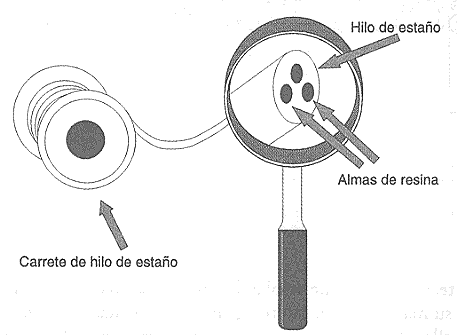 Hilo de estaño
Almas de resina
Carrete de hilo de estaño